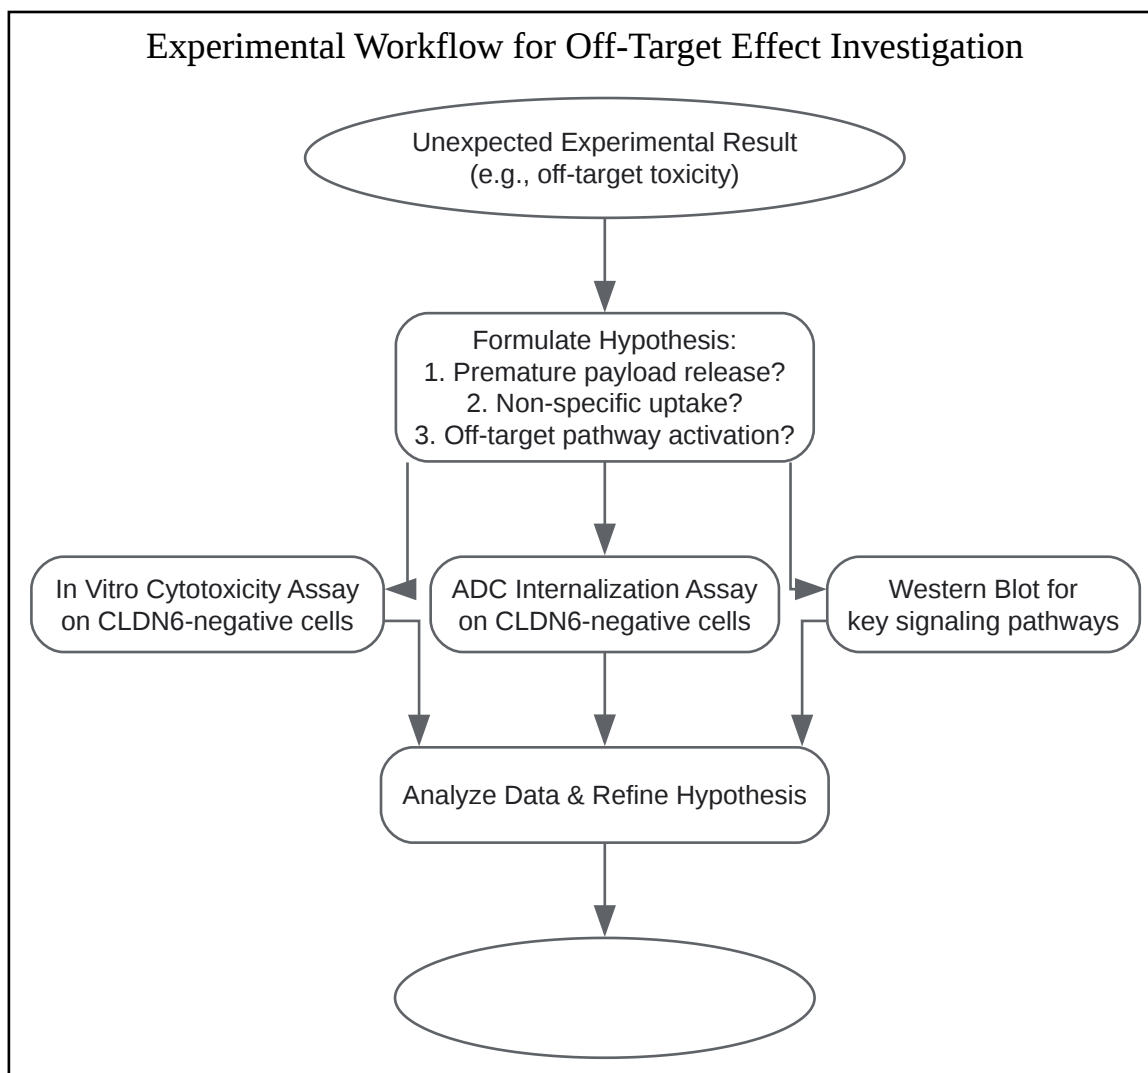 Experimental Workflow for Off-Target Effect Investigation
Unexpected Experimental Result
(e.g., off-target toxicity)
Formulate Hypothesis:
1. Premature payload release?
2. Non-specific uptake?
3. Off-target pathway activation?
In Vitro Cytotoxicity Assay
on CLDN6-negative cells
ADC Internalization Assay
on CLDN6-negative cells
Western Blot for
key signaling pathways
Analyze Data & Refine Hypothesis